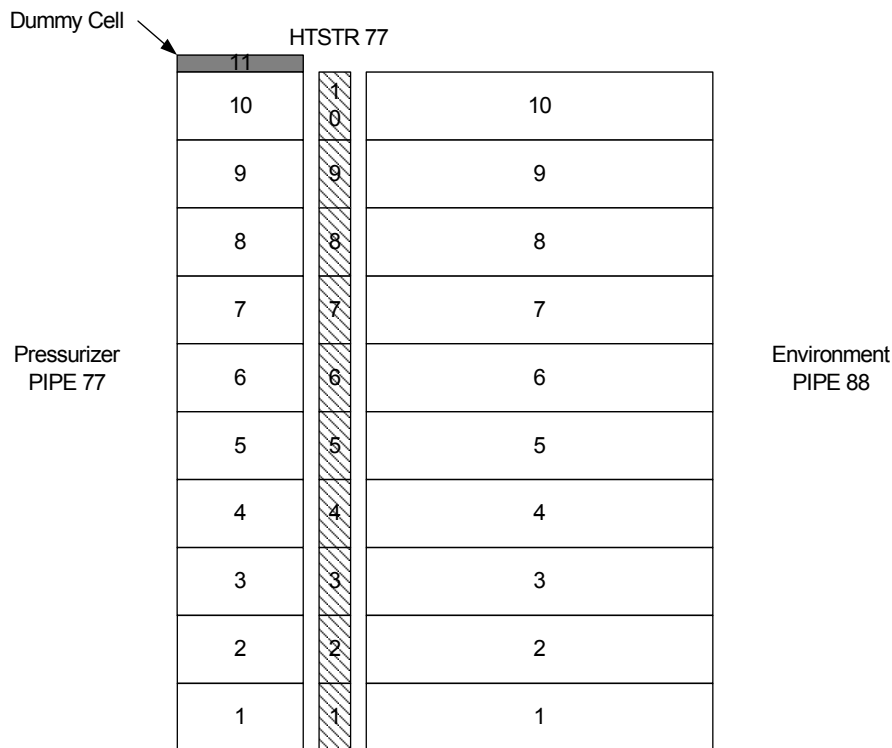 Dummy Cell
HTSTR 77
11
10 10 10
9 9 9
8 8 8
7 7 7
Pressurizer
PIPE 77
6 6 6
Environment
PIPE 88
5 5 5
4 4 4
3 3 3
2 2 2
1 1 1